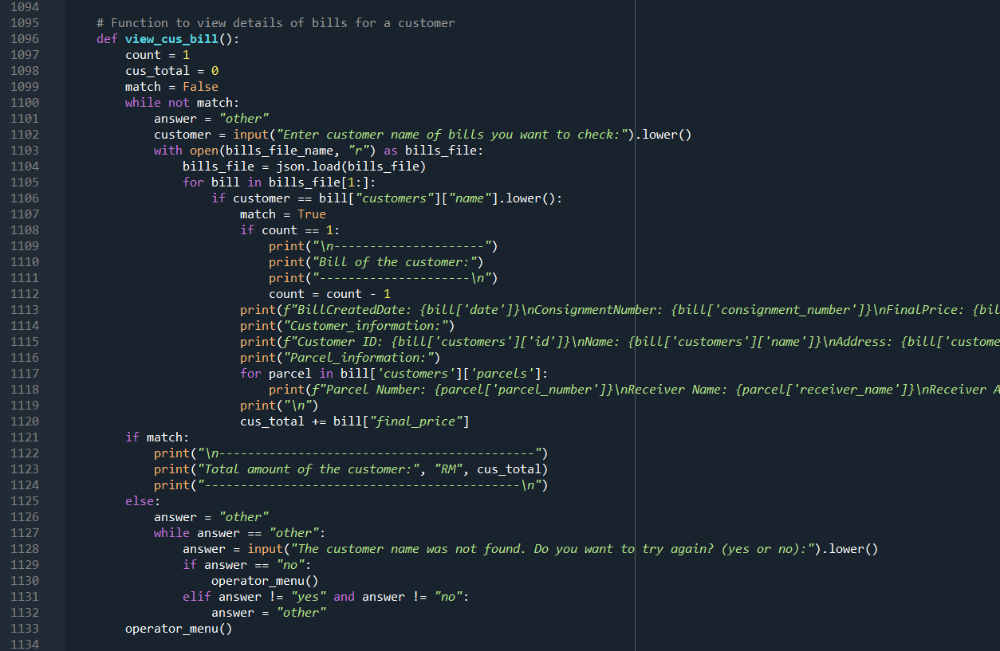 1094
1095 # Function to view details of bills for a customer
1096 def view_cus_bill():
1097 count = 1
1098 cus_total = 0
1099 match = False
1100 while not match:
1101 answer = "other"
1102 customer = input("Enter customer name of bills you want to check:").lower()
1103 with open(bills_file_name, "r") as bills_file:
1104 bills_file = json.load(bills_file)
1105 for bill in bills_file[1:]:
1106 if customer == bill["customers"]["name"].lower():
1107 match = True
1108 if count == 1:
1109 print("\n---------------------")
1110 print("Bill of the customer:")
1111 print("---------------------\n")
1112 count = count - 1
1113 print(f"BillCreatedDate: {bill['date']}\nConsignmentNumber: {bill['consignment_number']}\nFinalPrice: {bil
1114 print("Customer_information:")
1115 print(f"Customer ID: {bill['customers']['id']}\nName: {bill['customers']['name']}\nAddress: {bill['custome
1116 print("Parcel_information:")
1117 for parcel in bill['customers']['parcels']:
1118 print(f"Parcel Number: {parcel['parcel_number']}\nReceiver Name: {parcel['receiver_name']}\nReceiver A
1119 print("\n")
1120 cus_total += bill["final_price"]
1121 if match:
1122 print("\n--------------------------------------------")
1123 print("Total amount of the customer:", "RM", cus_total)
1124 print("--------------------------------------------\n")
1125 else:
1126 answer = "other"
1127 while answer == "other":
1128 answer = input("The customer name was not found. Do you want to try again? (yes or no):").lower()
1129 if answer == "no":
1130 operator_menu()
1131 elif answer != "yes" and answer != "no":
1132 answer = "other"
1133 operator_menu()
1134